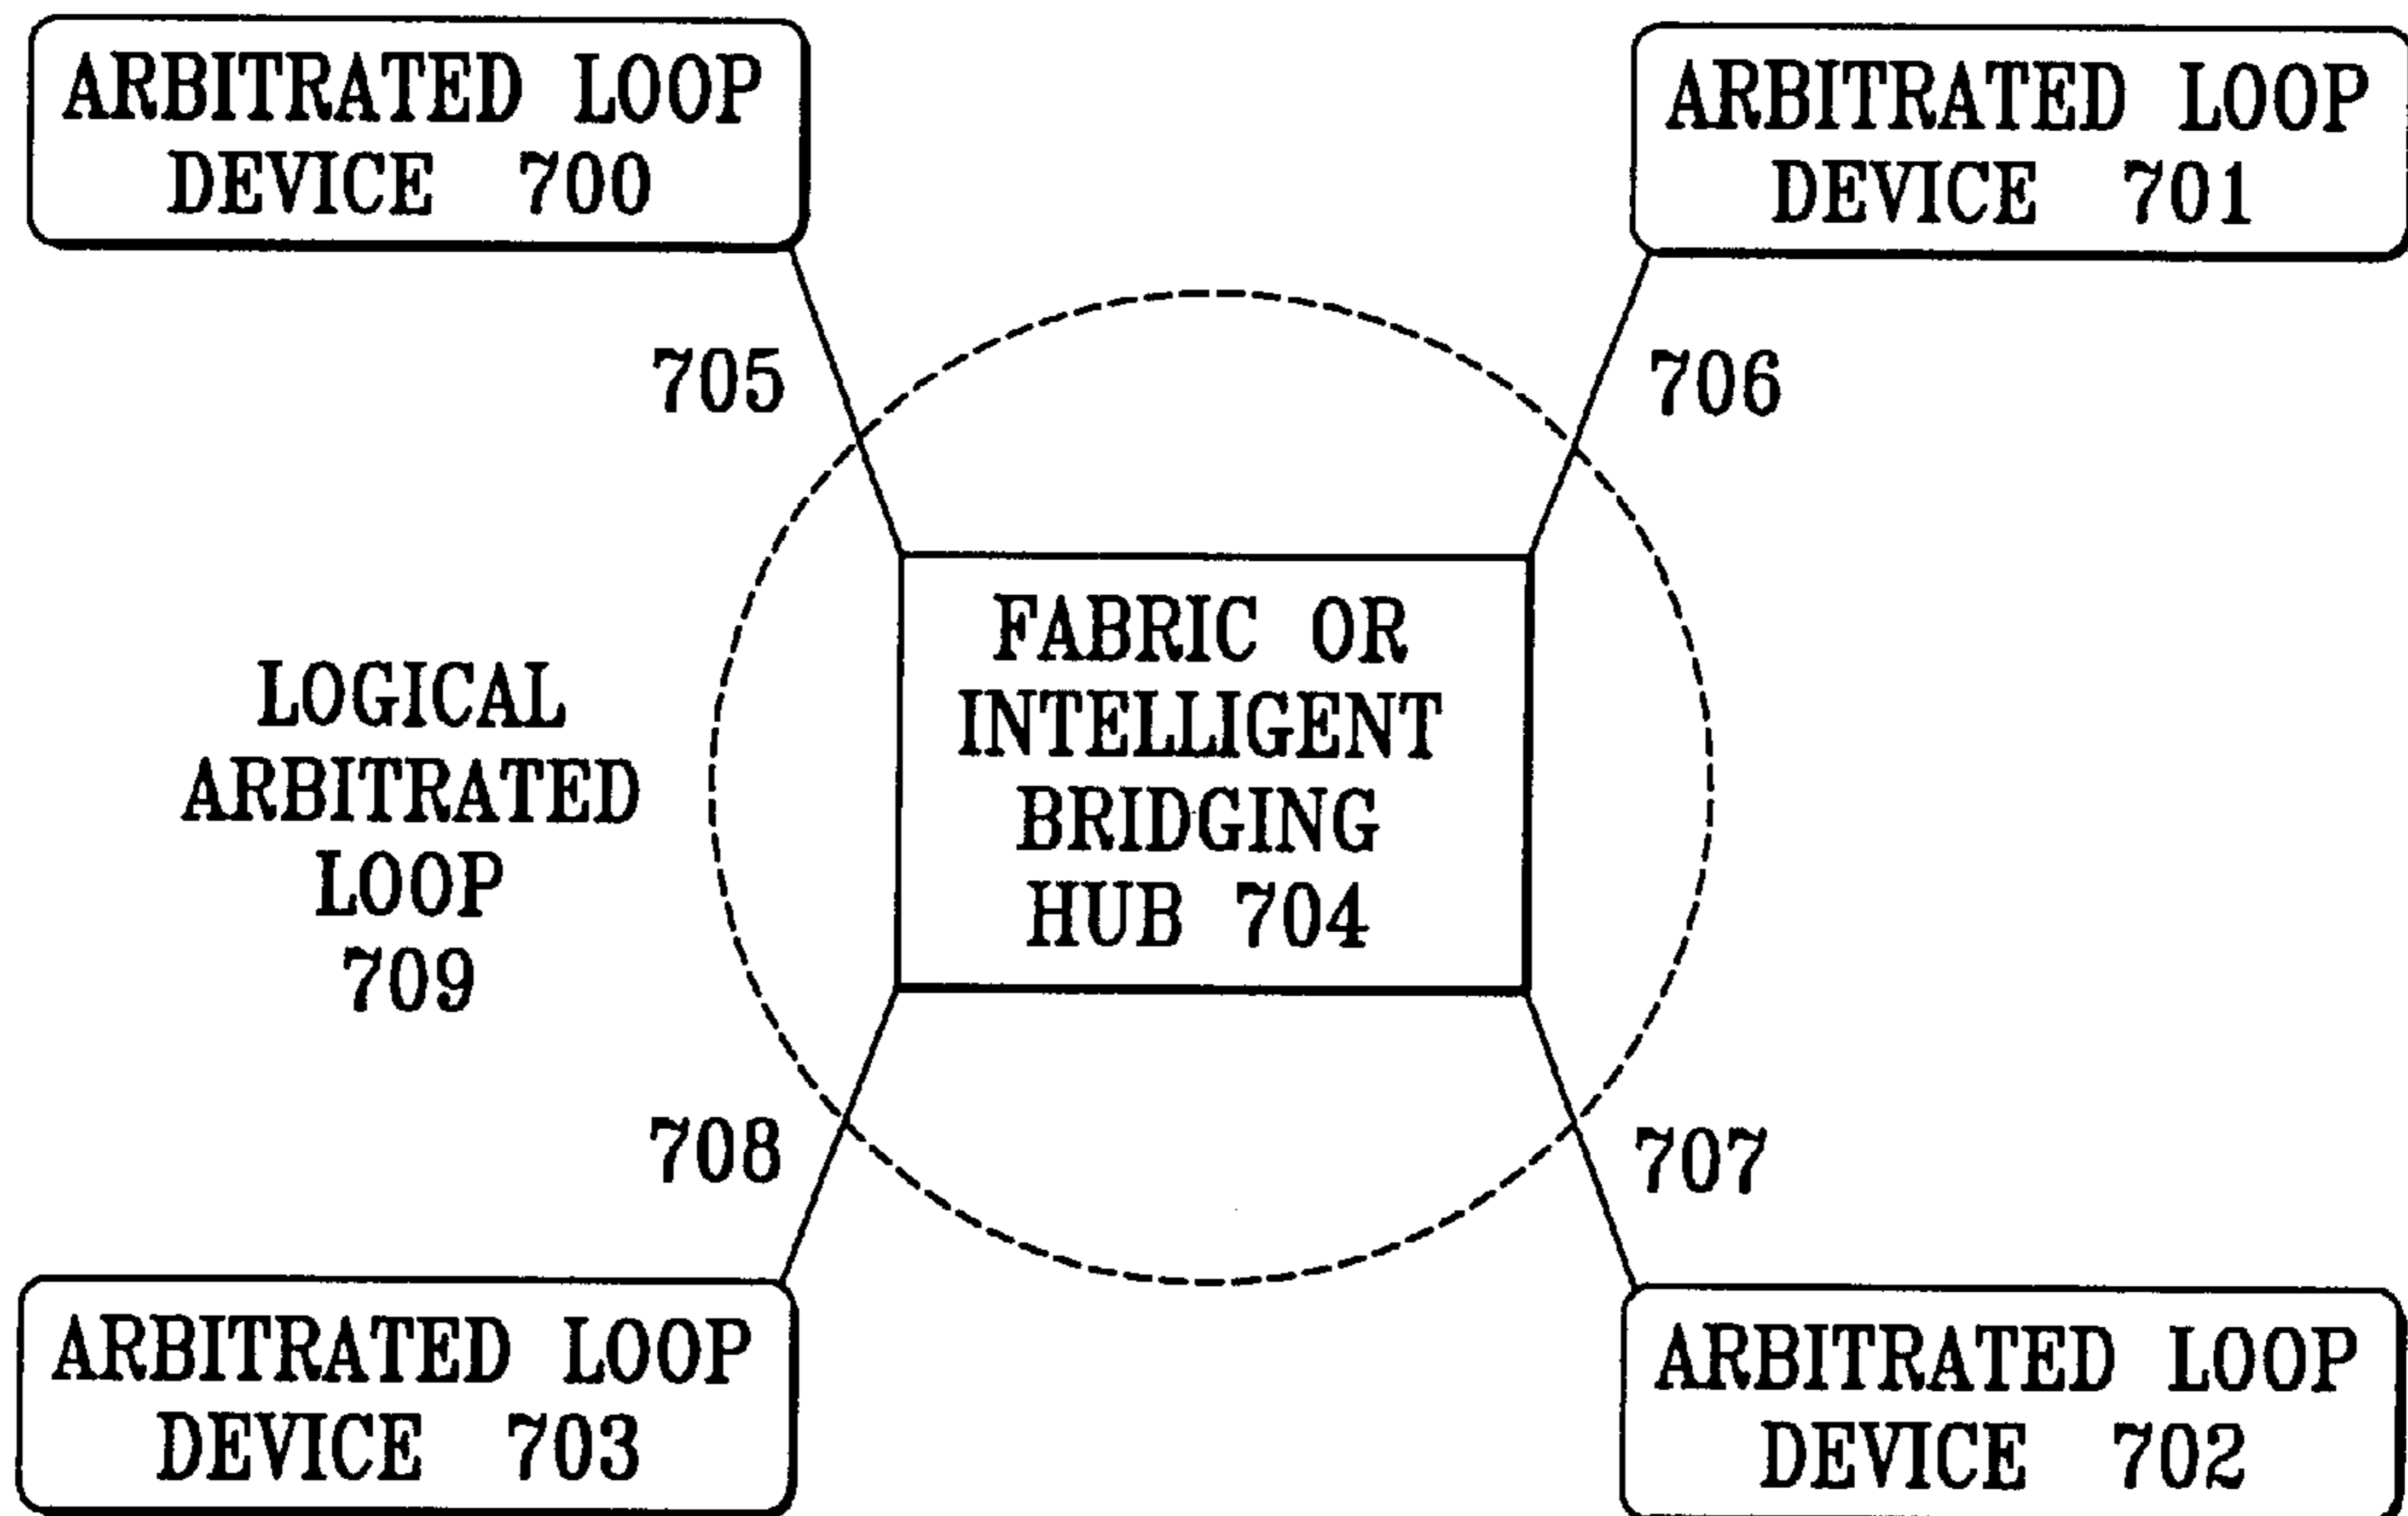 ARBITRATED LOOP
DEVICE 700
ARBITRATED LOOP
DEVICE 701
705
706
FABRIC OR
INTELLIGENT
BRIDGING
HUB 704
LOGICAL
ARBITRATED
LOOP
709
708
707
ARBITRATED LOOP
DEVICE 703
ARBITRATED LOOP
DEVICE 702